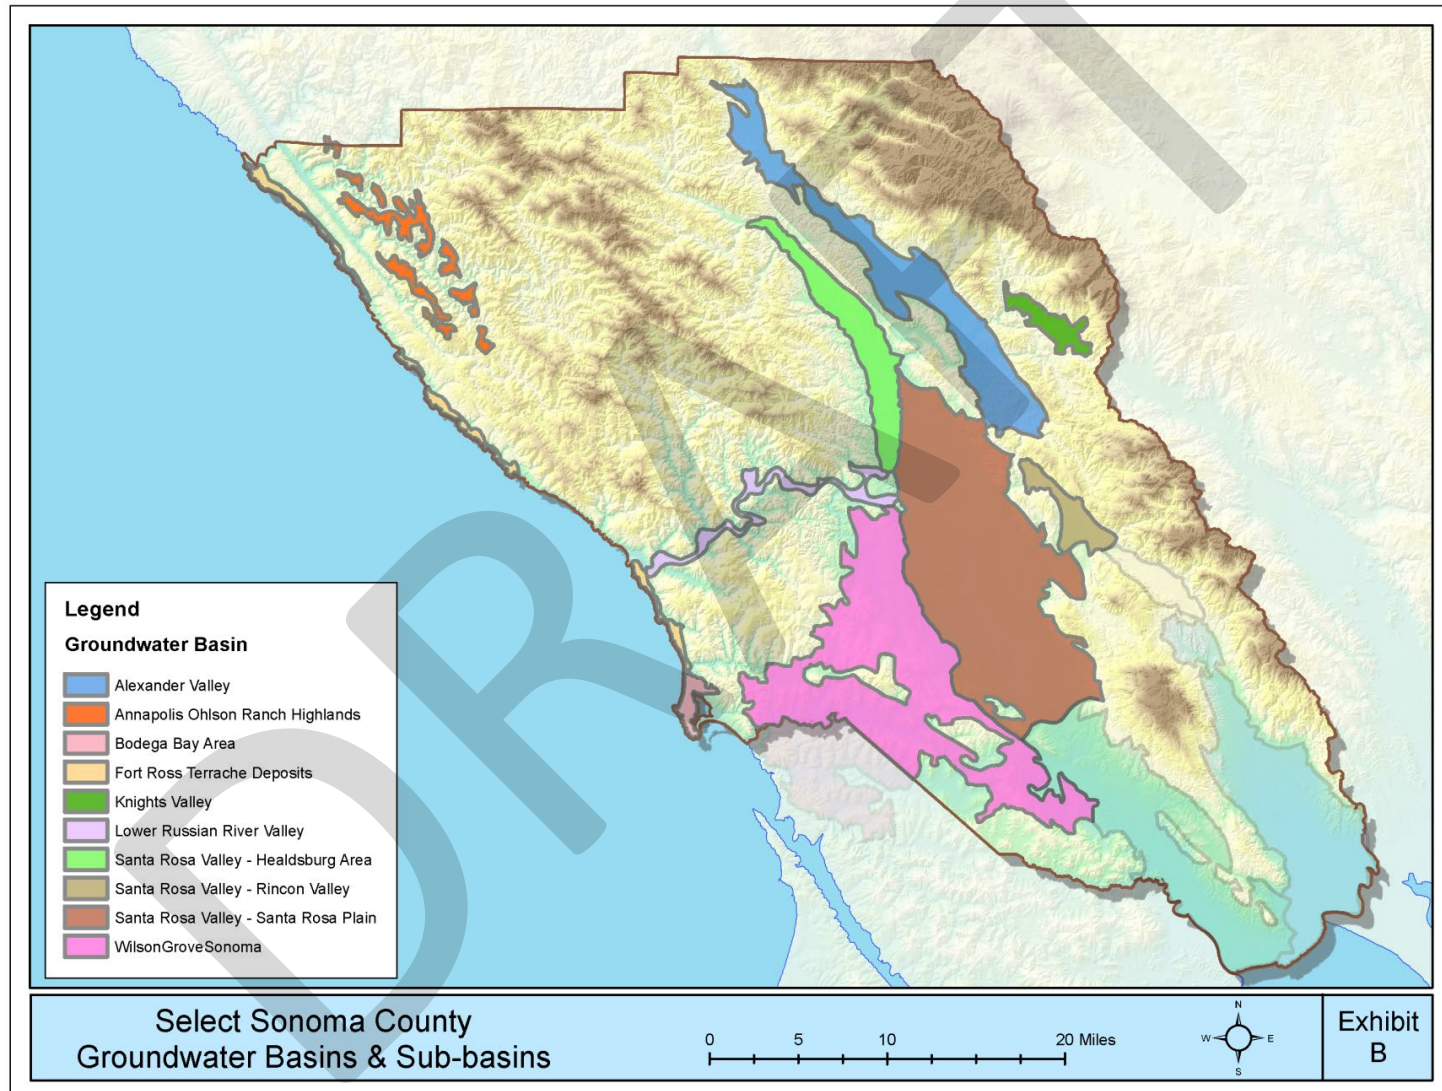 DRAFT
Legend
Groundwater Basin
Alexander Valley
Annapolis Ohlson Ranch Highlands
Bodega Bay Area
Fort Ross Terrache Deposits
Knights Valley
Lower Russian River Valley
Santa Rosa Valley - Healdsburg Area
Santa Rosa Valley - Rincon Valley
Santa Rosa Valley - Santa Rosa Plain
WilsonGroveSonoma
Select Sonoma County
Groundwater Basins & Sub-basins
0 5 10 20 Miles
N
W E
S
Exhibit
B